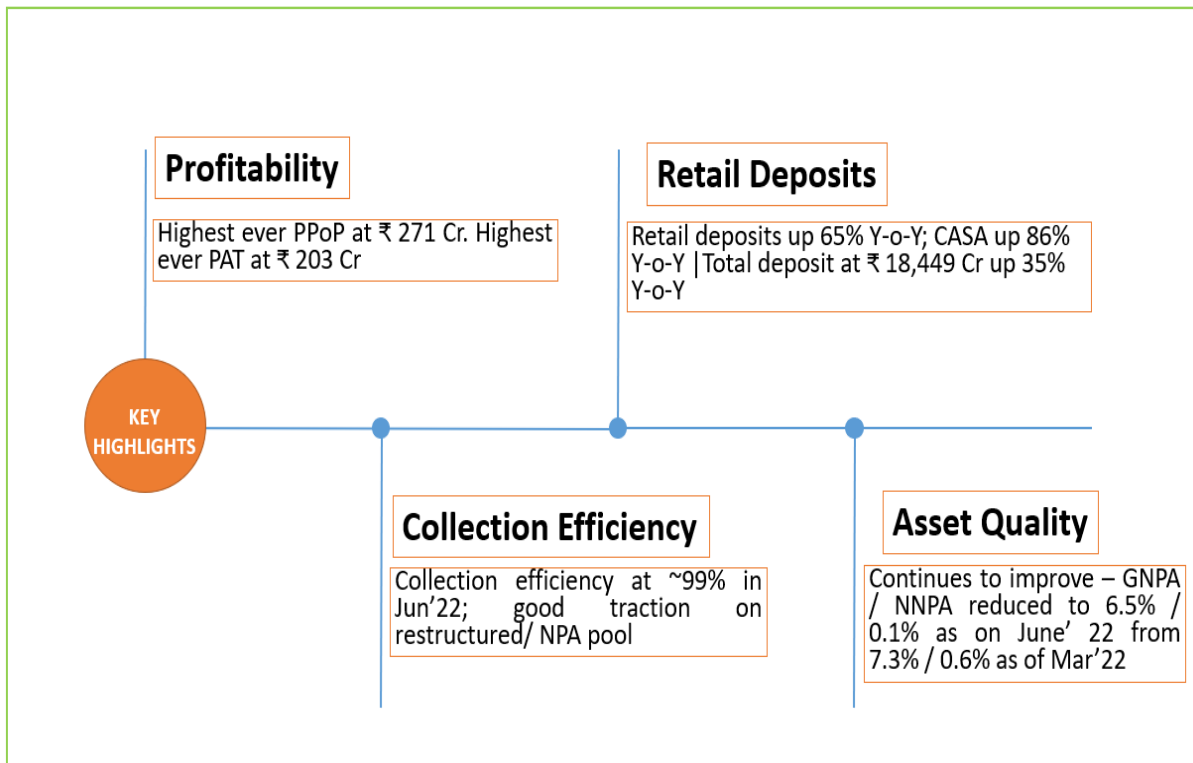 Profitability
Highest ever PPoP at ₹ 271 Cr. Highest
ever PAT at ₹ 203 Cr
Retail Deposits
Retail deposits up 65% Y-o-Y; CASA up 86%
Y-o-Y |Total deposit at ₹ 18,449 Cr up 35%
Y-o-Y
KEY
HIGHLIGHTS
Collection Efficiency
Collection efficiency at ~99% in
Jun’22; good traction on
restructured/ NPA pool
Asset Quality
Continues to improve – GNPA
/ NNPA reduced to 6.5% /
0.1% as on June’ 22 from
7.3% / 0.6% as of Mar’22